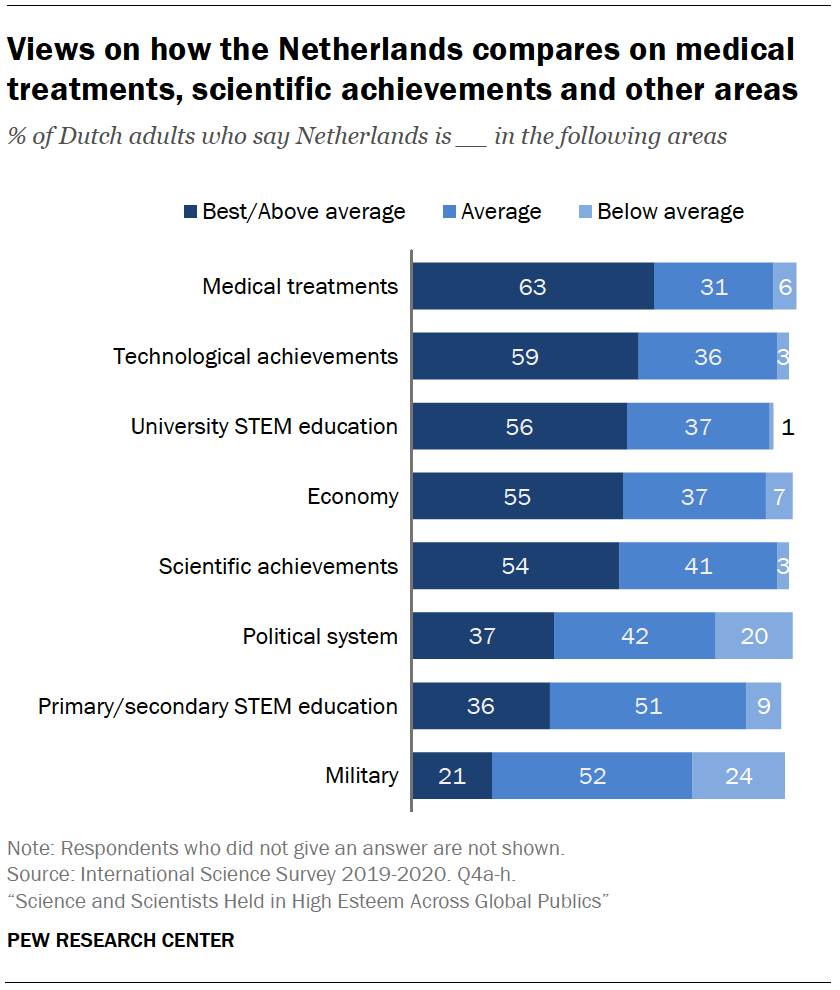 Views on how the Netherlands compares on medical
treatments, scientific achievements and other areas
% of Dutch adults who say Netherlands is __ in the following areas
Best/Above average Average Below average
Medical treatments 63 31 6
Technological achievements 59 36 3
University STEM education 56 37 1
Economy 55 37 7
Scientific achievements 54 41 3
Political system 37 42 20
Primary/secondary STEM education 36 51 9
Military 21 52 24
Note: Respondents who did not give an answer are not shown.
Source: International Science Survey 2019-2020. Q4a-h.
“Science and Scientists Held in High Esteem Across Global Publics”
PEW RESEARCH CENTER